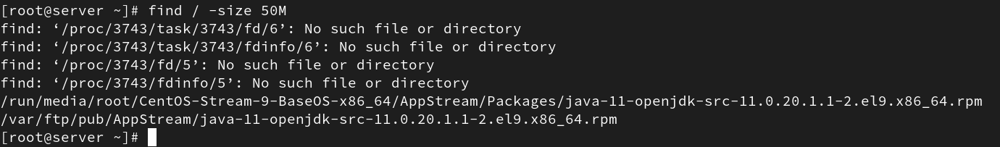 [root@server ~]# find / -size 50M
find: ‘/proc/3743/task/3743/fd/6’: No such file or directory
find: ‘/proc/3743/task/3743/fdinfo/6’: No such file or directory
find: ‘/proc/3743/fd/5’: No such file or directory
find: ‘/proc/3743/fdinfo/5’: No such file or directory
/run/media/root/CentOS-Stream-9-BaseOS-x86_64/AppStream/Packages/java-11-openjdk-src-11.0.20.1.1-2.el9.x86_64.rpm
/var/ftp/pub/AppStream/java-11-openjdk-src-11.0.20.1.1-2.el9.x86_64.rpm
[root@server ~]#